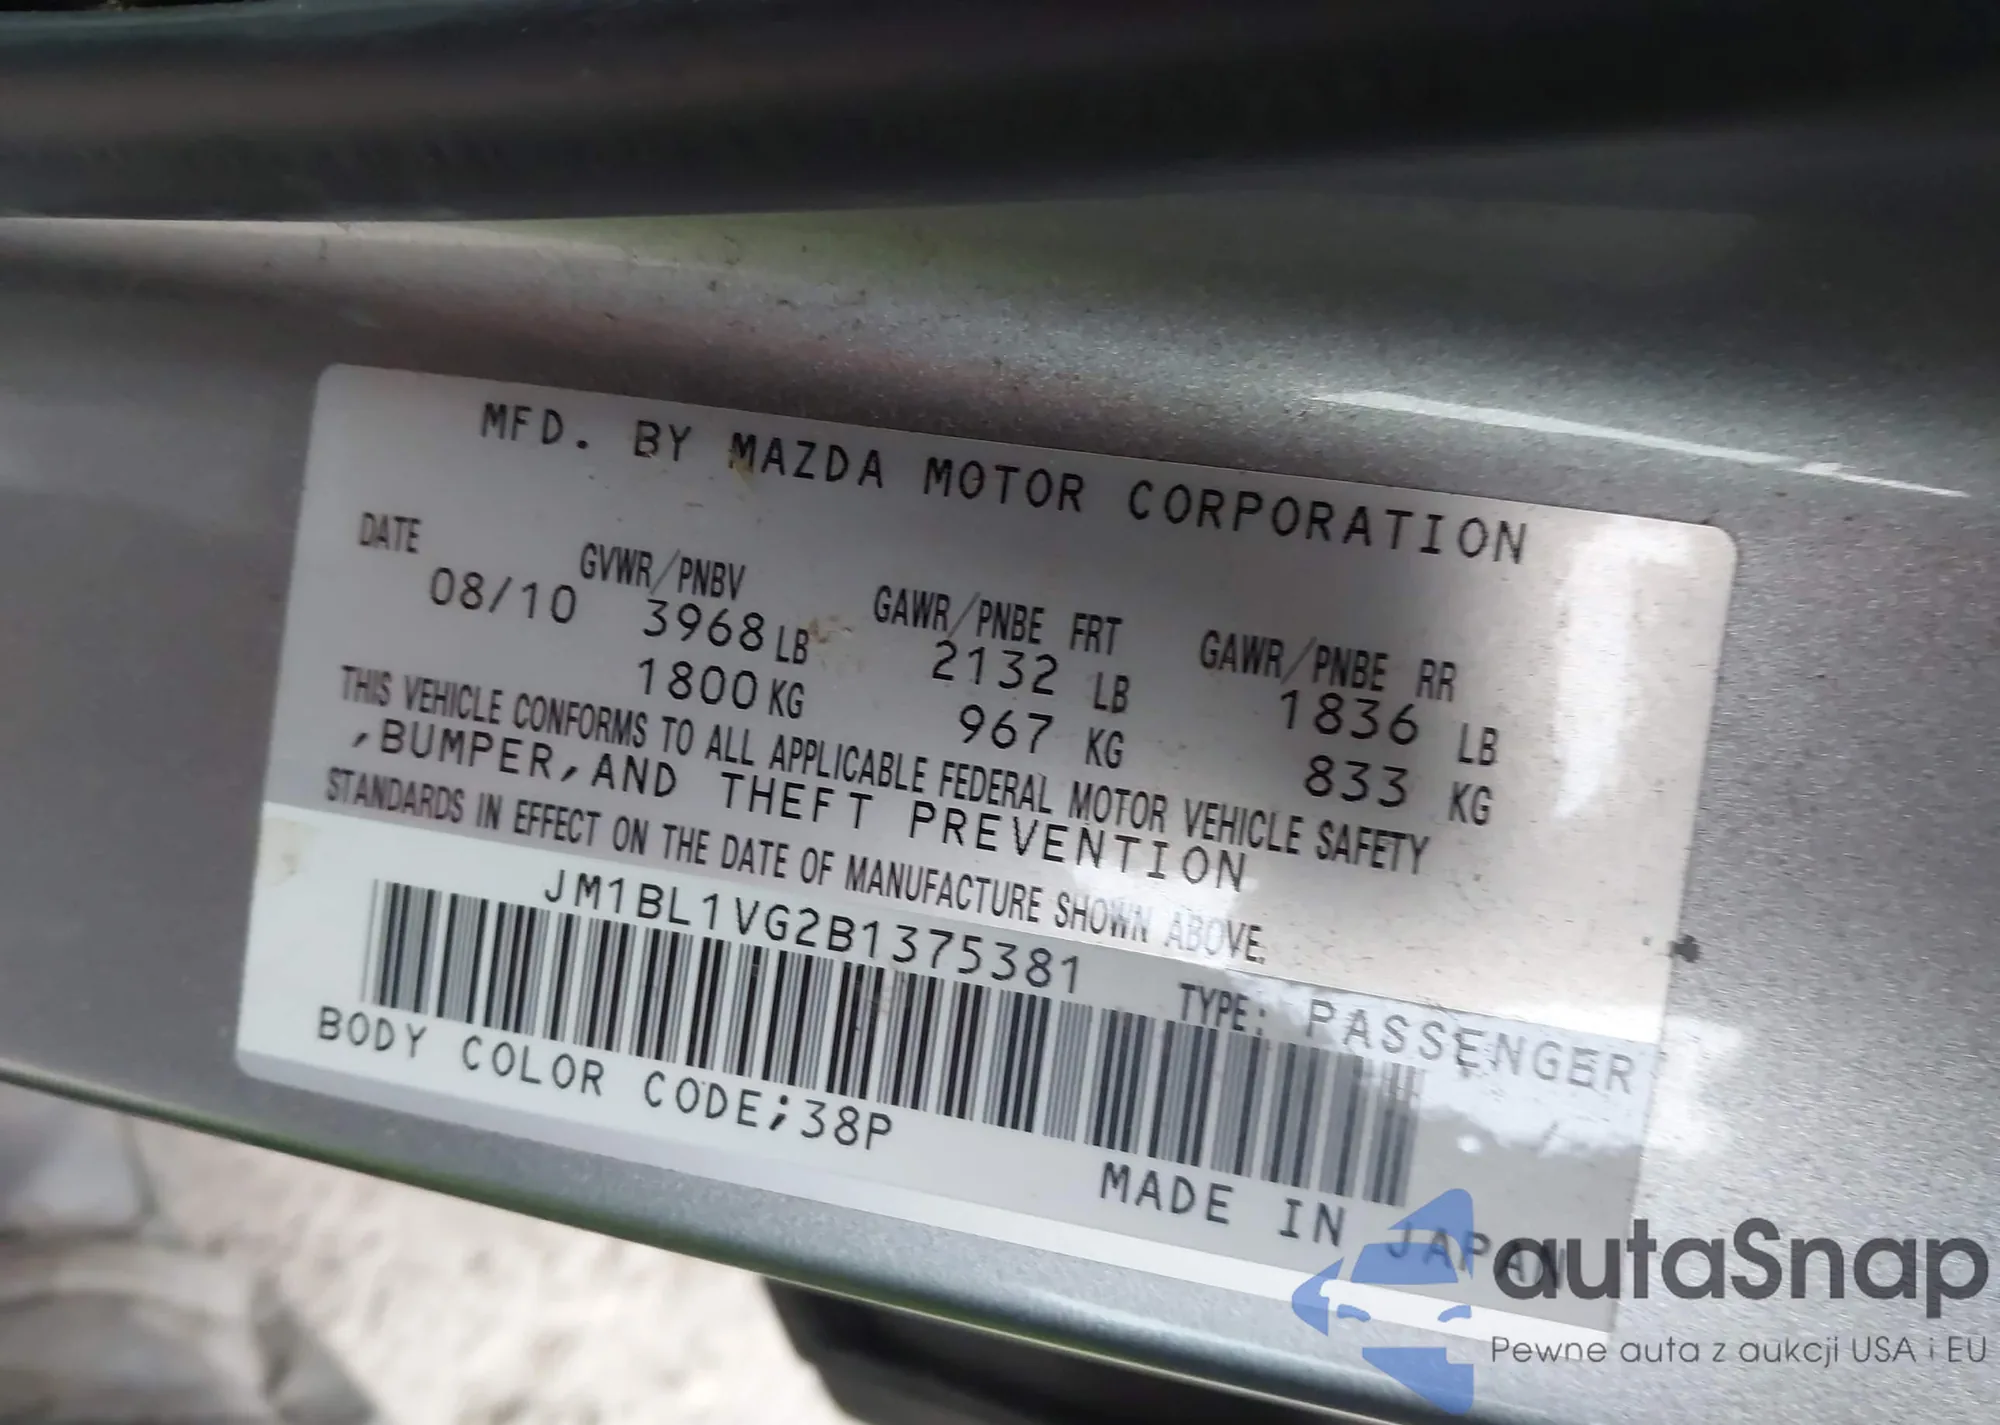 MFD. BY MAZDA MOTOR CORPORATION
DATE GVWR/PNBV GAWR/PNBE FRT GAWR/PNBE RR
08/10 3968 LB 2132 LB 1836 LB
1800 KG 967 KG 833 KG
THIS VEHICLE CONFORMS TO ALL APPLICABLE FEDERAL MOTOR VEHICLE SAFETY
,BUMPER,AND THEFT PREVENTION
STANDARDS IN EFFECT ON THE DATE OF MANUFACTURE SHOWN ABOVE.
JM1BL1VG2B1375381 TYPE: PASSENGER
BODY COLOR CODE;38P
MADE IN JAPAN
autaSnap
Pewne auta z aukcji USA i EU